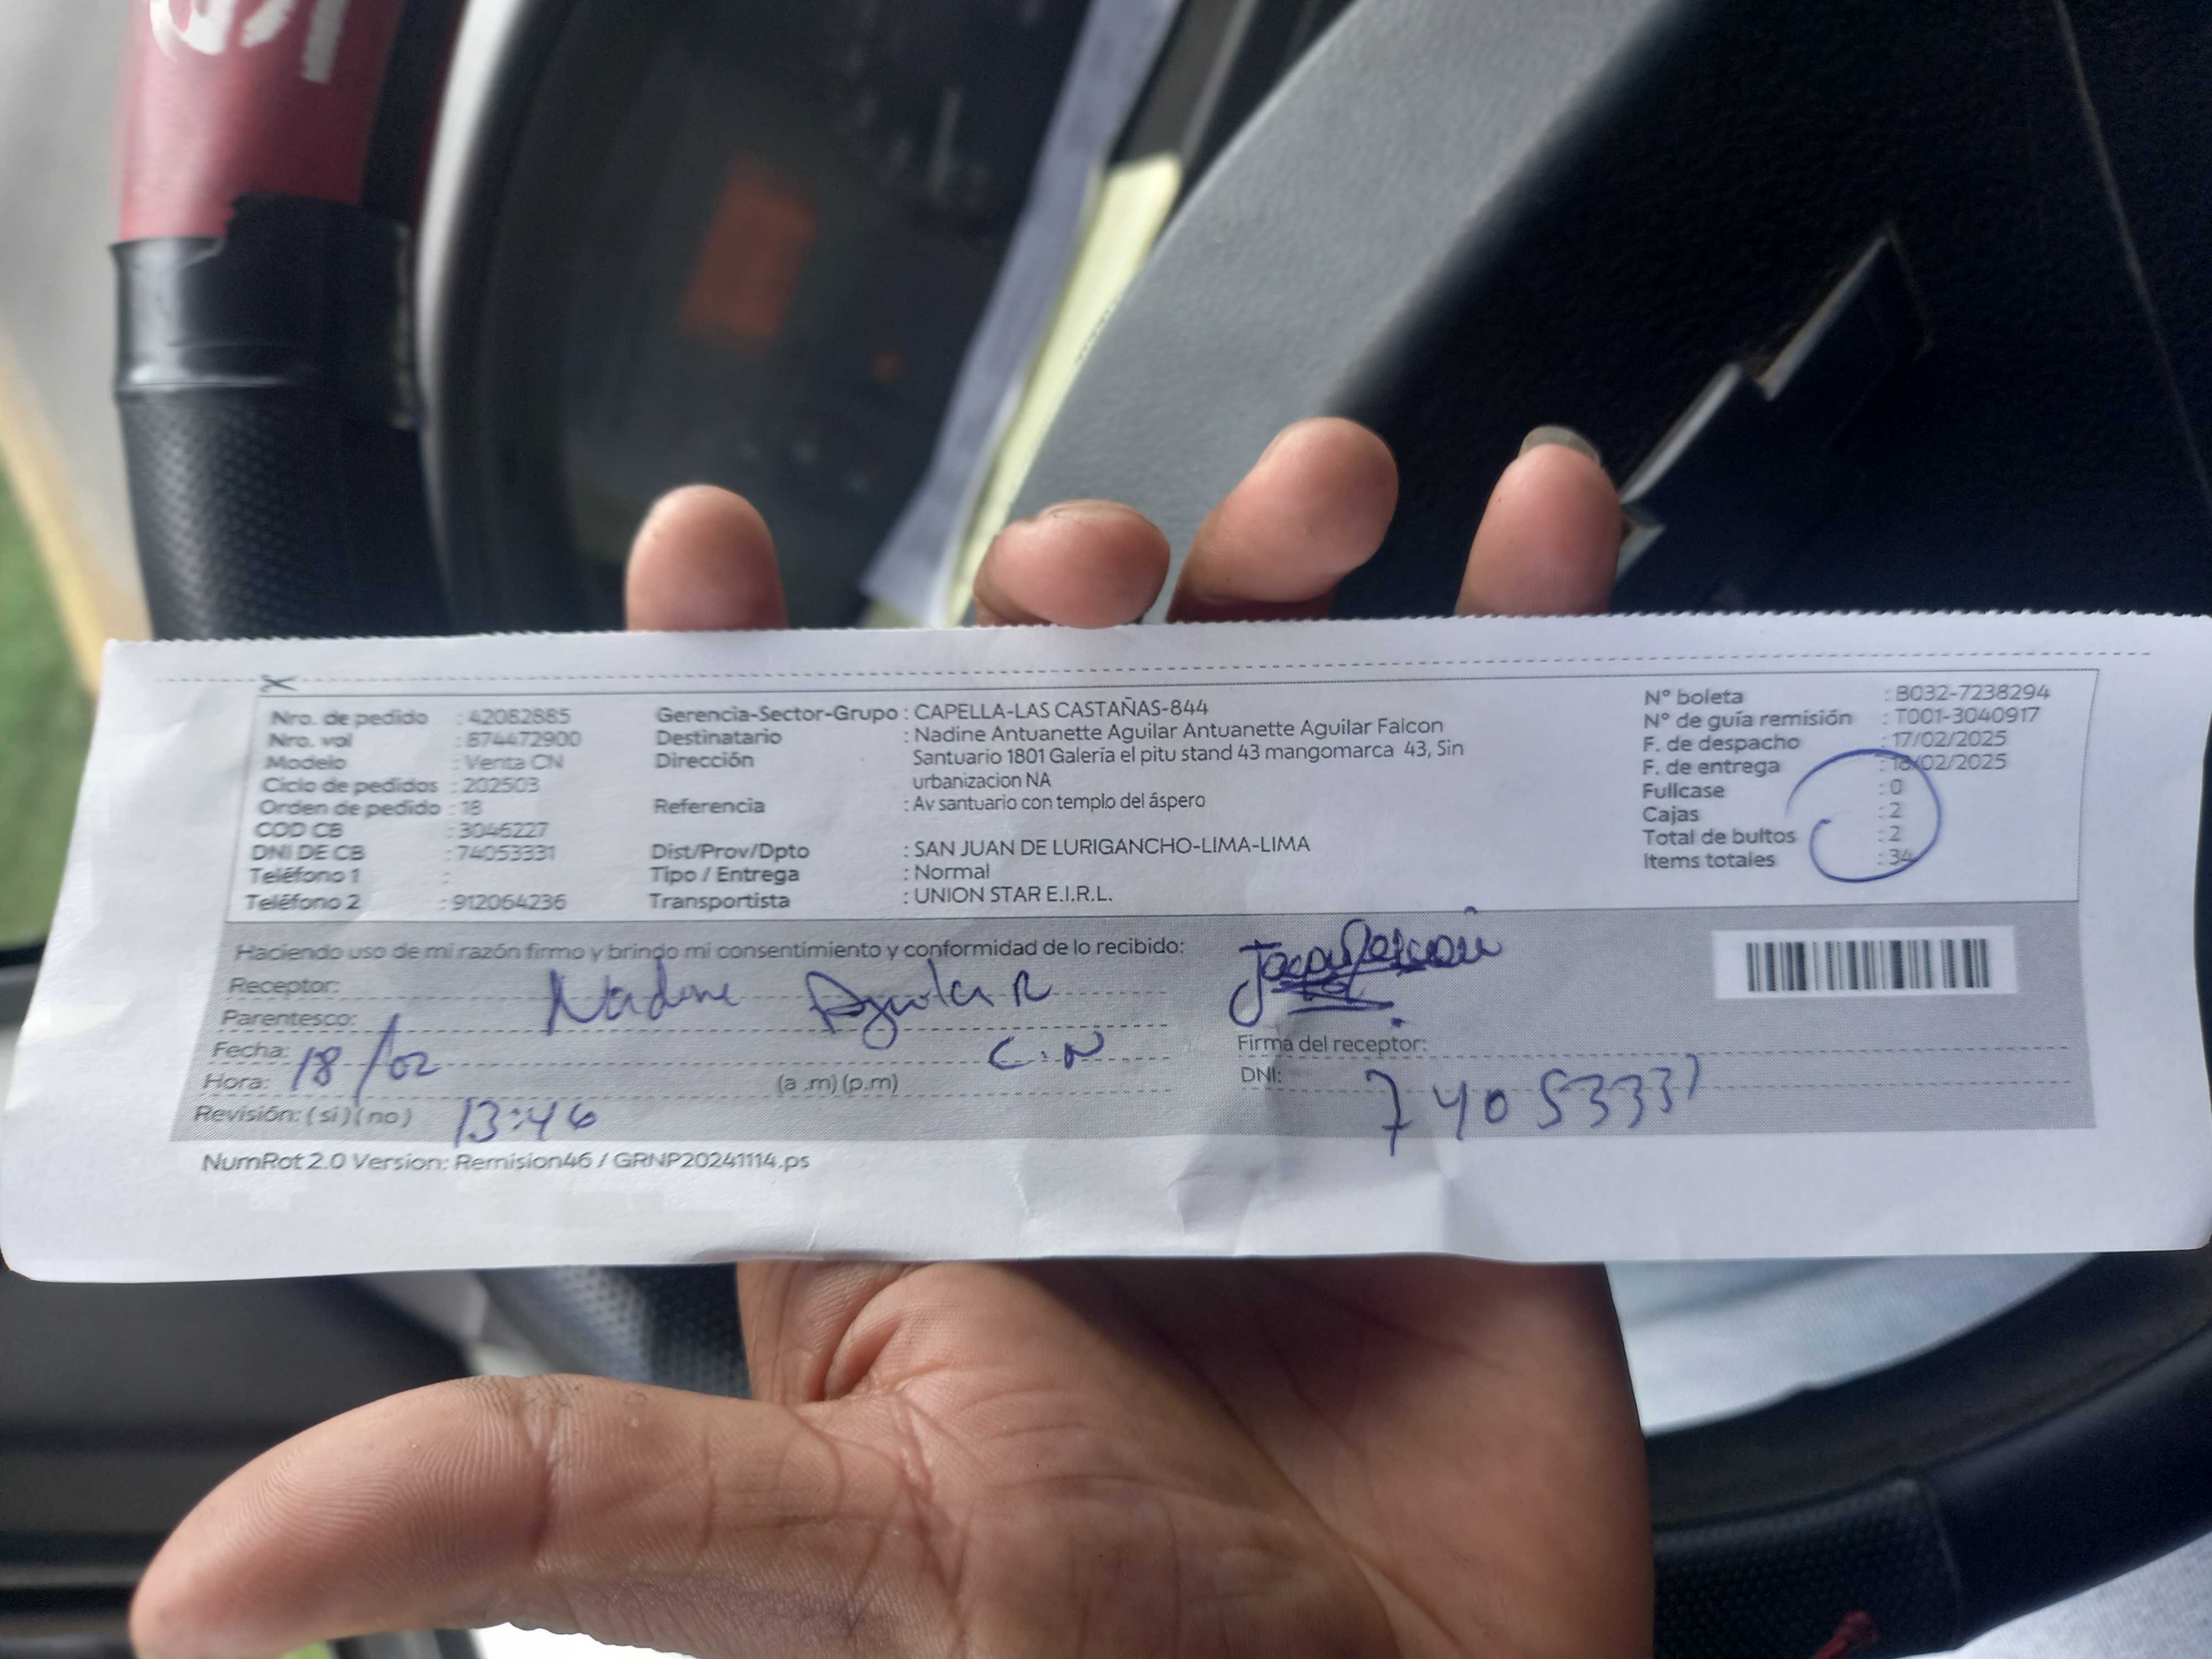 Nro. de pedido : 42082885
Nro. val : 874472900
Modelo : Venta CN
Ciclo de pedidos : 202503
Orden de pedido : 18
COD CB : 3046227
DNI DE CB : 74053331
Teléfono 1 :
Teléfono 2 : 912064236
Gerencia-Sector-Grupo : CAPELLA-LAS CASTAÑAS-844
Destinatario : Nadine Antuanette Aguilar Antuanette Aguilar Falcon
Dirección Santuario 1801 Galería el pitu stand 43 mangomarca 43, Sin
urbanizacion NA
Referencia : Av santuario con templo del áspero
Dist/Prov/Dpto : SAN JUAN DE LURIGANCHO-LIMA-LIMA
Tipo / Entrega : Normal
Transportista : UNION STAR E.I.R.L.
N° boleta : B032-7238294
N° de guía remisión : T001-3040917
F. de despacho : 17/02/2025
F. de entrega : 18/02/2025
Fullcase : 0
Cajas : 2
Total de bultos : 2
Items totales : 34
Haciendo uso de mi razón firmo y brindo mi consentimiento y conformidad de lo recibido:
Receptor: Nadine Aguilar
Parentesco: C.N
Fecha: 18/02
Hora: (a .m) (p.m)
Revisión: ( si ) ( no ) 13:46
Firma del receptor:
DNI: 74053331
NumRot 2.0 Version: Remision46 / GRNP20241114.ps